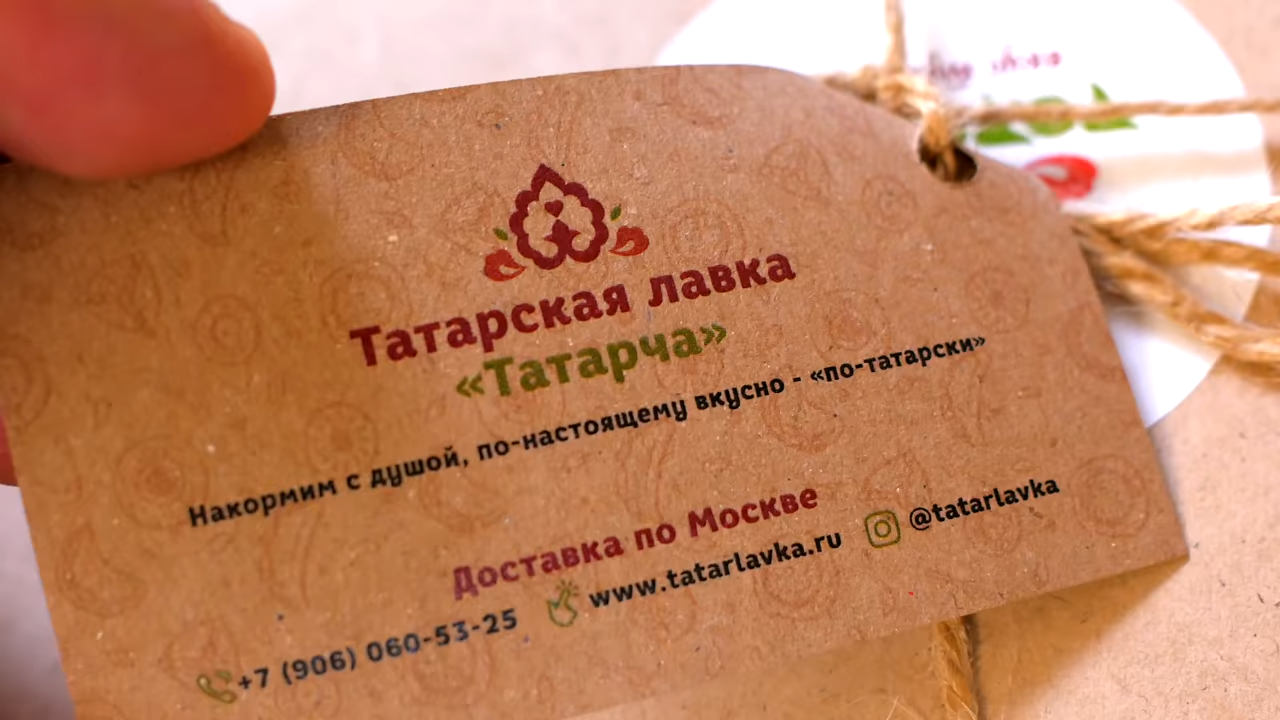 Татарская лавка
«Татарча»
Накормим с душой, по-настоящему вкусно - «по-татарски»
Доставка по Москве
+7 (906) 060-53-25 www.tatarlavka.ru @tatarlavka